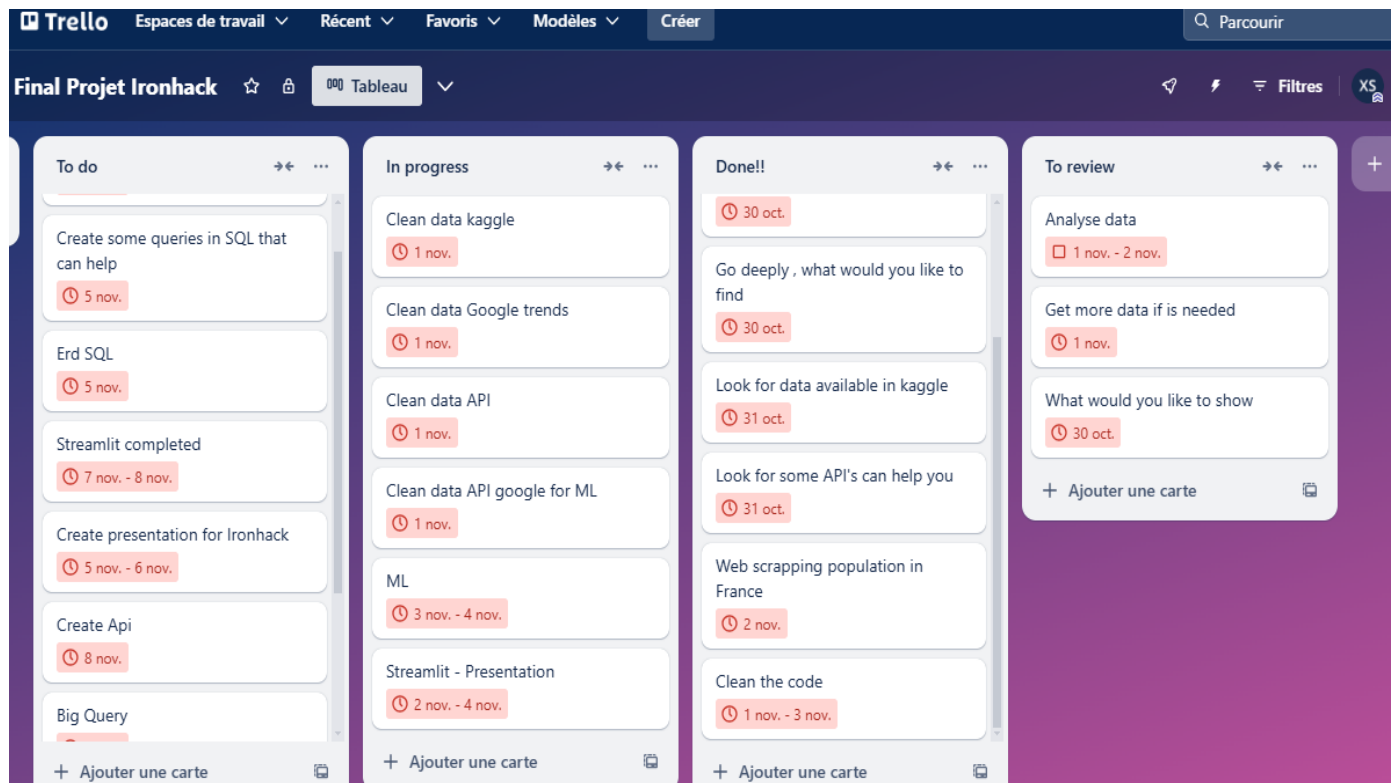 Trello Espaces de travail Récent Favoris Modèles Créer Parcourir
Final Projet Ironhack Tableau Filtres XS
To do
Create some queries in SQL that
can help
5 nov.
Erd SQL
5 nov.
Streamlit completed
7 nov. - 8 nov.
Create presentation for Ironhack
5 nov. - 6 nov.
Create Api
8 nov.
Big Query
+ Ajouter une carte
In progress
Clean data kaggle
1 nov.
Clean data Google trends
1 nov.
Clean data API
1 nov.
Clean data API google for ML
1 nov.
ML
3 nov. - 4 nov.
Streamlit - Presentation
2 nov. - 4 nov.
+ Ajouter une carte
Done!!
30 oct.
Go deeply , what would you like to
find
30 oct.
Look for data available in kaggle
31 oct.
Look for some API's can help you
31 oct.
Web scrapping population in
France
2 nov.
Clean the code
1 nov. - 3 nov.
+ Ajouter une carte
To review
Analyse data
1 nov. - 2 nov.
Get more data if is needed
1 nov.
What would you like to show
30 oct.
+ Ajouter une carte